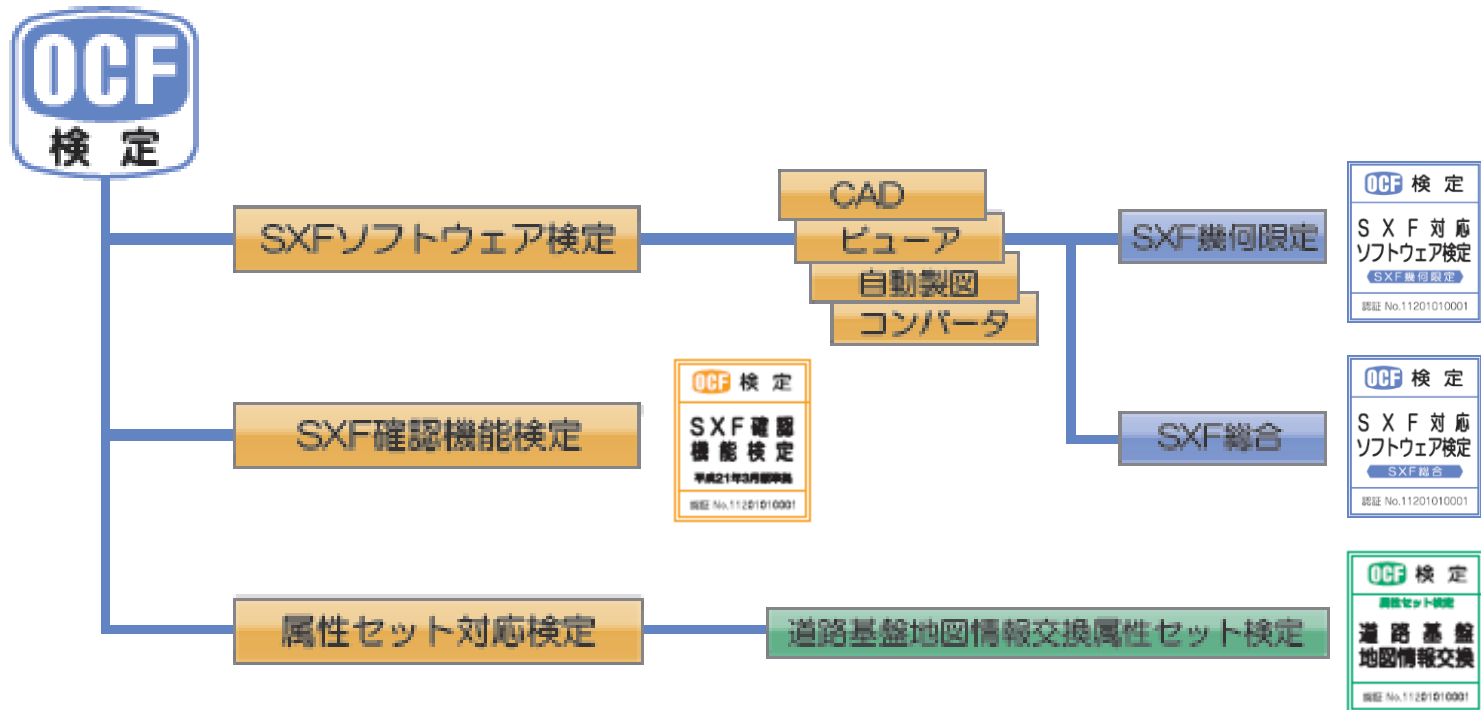 OCF
検定
SXFソフトウェア検定
CAD
ビューア
自動製図
コンバータ
SXF幾何限定
OCF 検定
SXF対応
ソフトウェア検定
SXF幾何限定
認証 No.11201010001
SXF確認機能検定
OCF 検定
SXF確認
機能検定
平成21年3月版準拠
認証 No.11201010001
SXF総合
OCF 検定
SXF対応
ソフトウェア検定
SXF総合
認証 No.11201010001
属性セット対応検定
道路基盤地図情報交換属性セット検定
OCF 検定
属性セット検定
道路基盤
地図情報交換
認証 No.11201010001